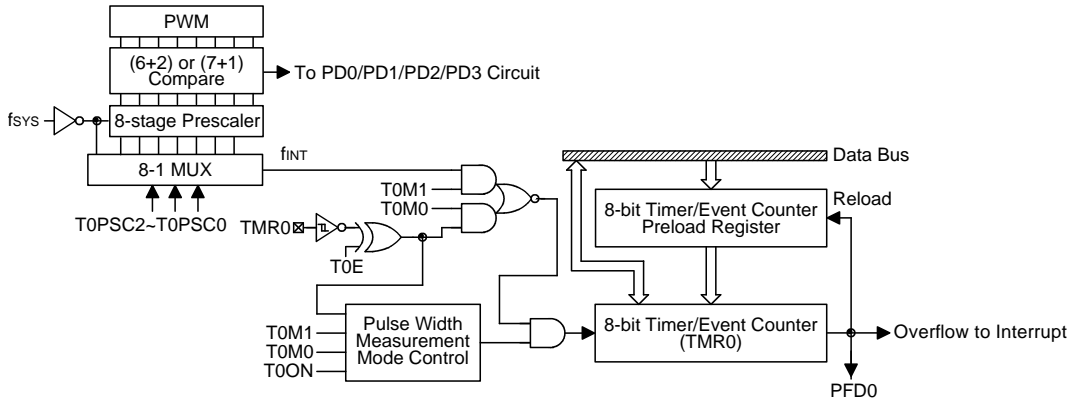 PWM
(6+2) or (7+1)
Compare
To PD0/PD1/PD2/PD3 Circuit
fSYS
8-stage Prescaler
8-1 MUX
fINT
T0PSC2~T0PSC0
T0M1
T0M0
TMR0
T0E
Data Bus
8-bit Timer/Event Counter
Preload Register
Reload
T0M1
T0M0
T0ON
Pulse Width
Measurement
Mode Control
8-bit Timer/Event Counter
(TMR0)
Overflow to Interrupt
PFD0